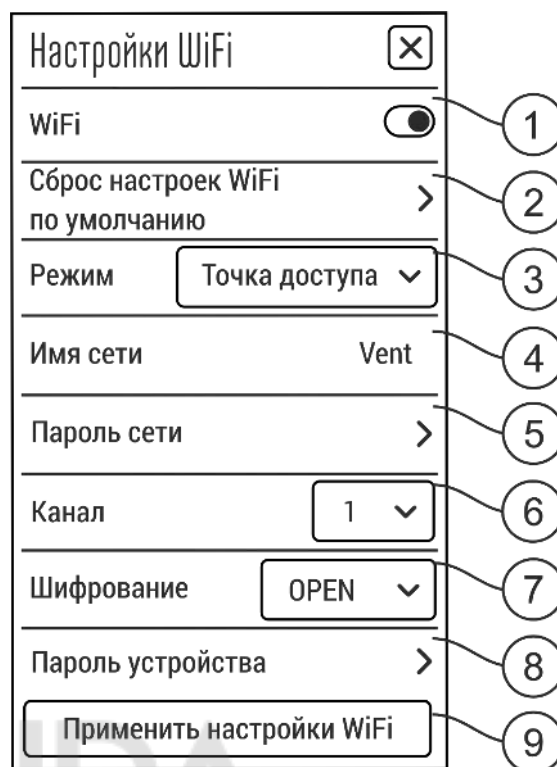 Настройки WiFi
WiFi
1
Сброс настроек WiFi
по умолчанию
2
Режим Точка доступа
3
Имя сети Vent
4
Пароль сети
5
Канал 1
6
Шифрование OPEN
7
Пароль устройства
8
Применить настройки WiFi
9